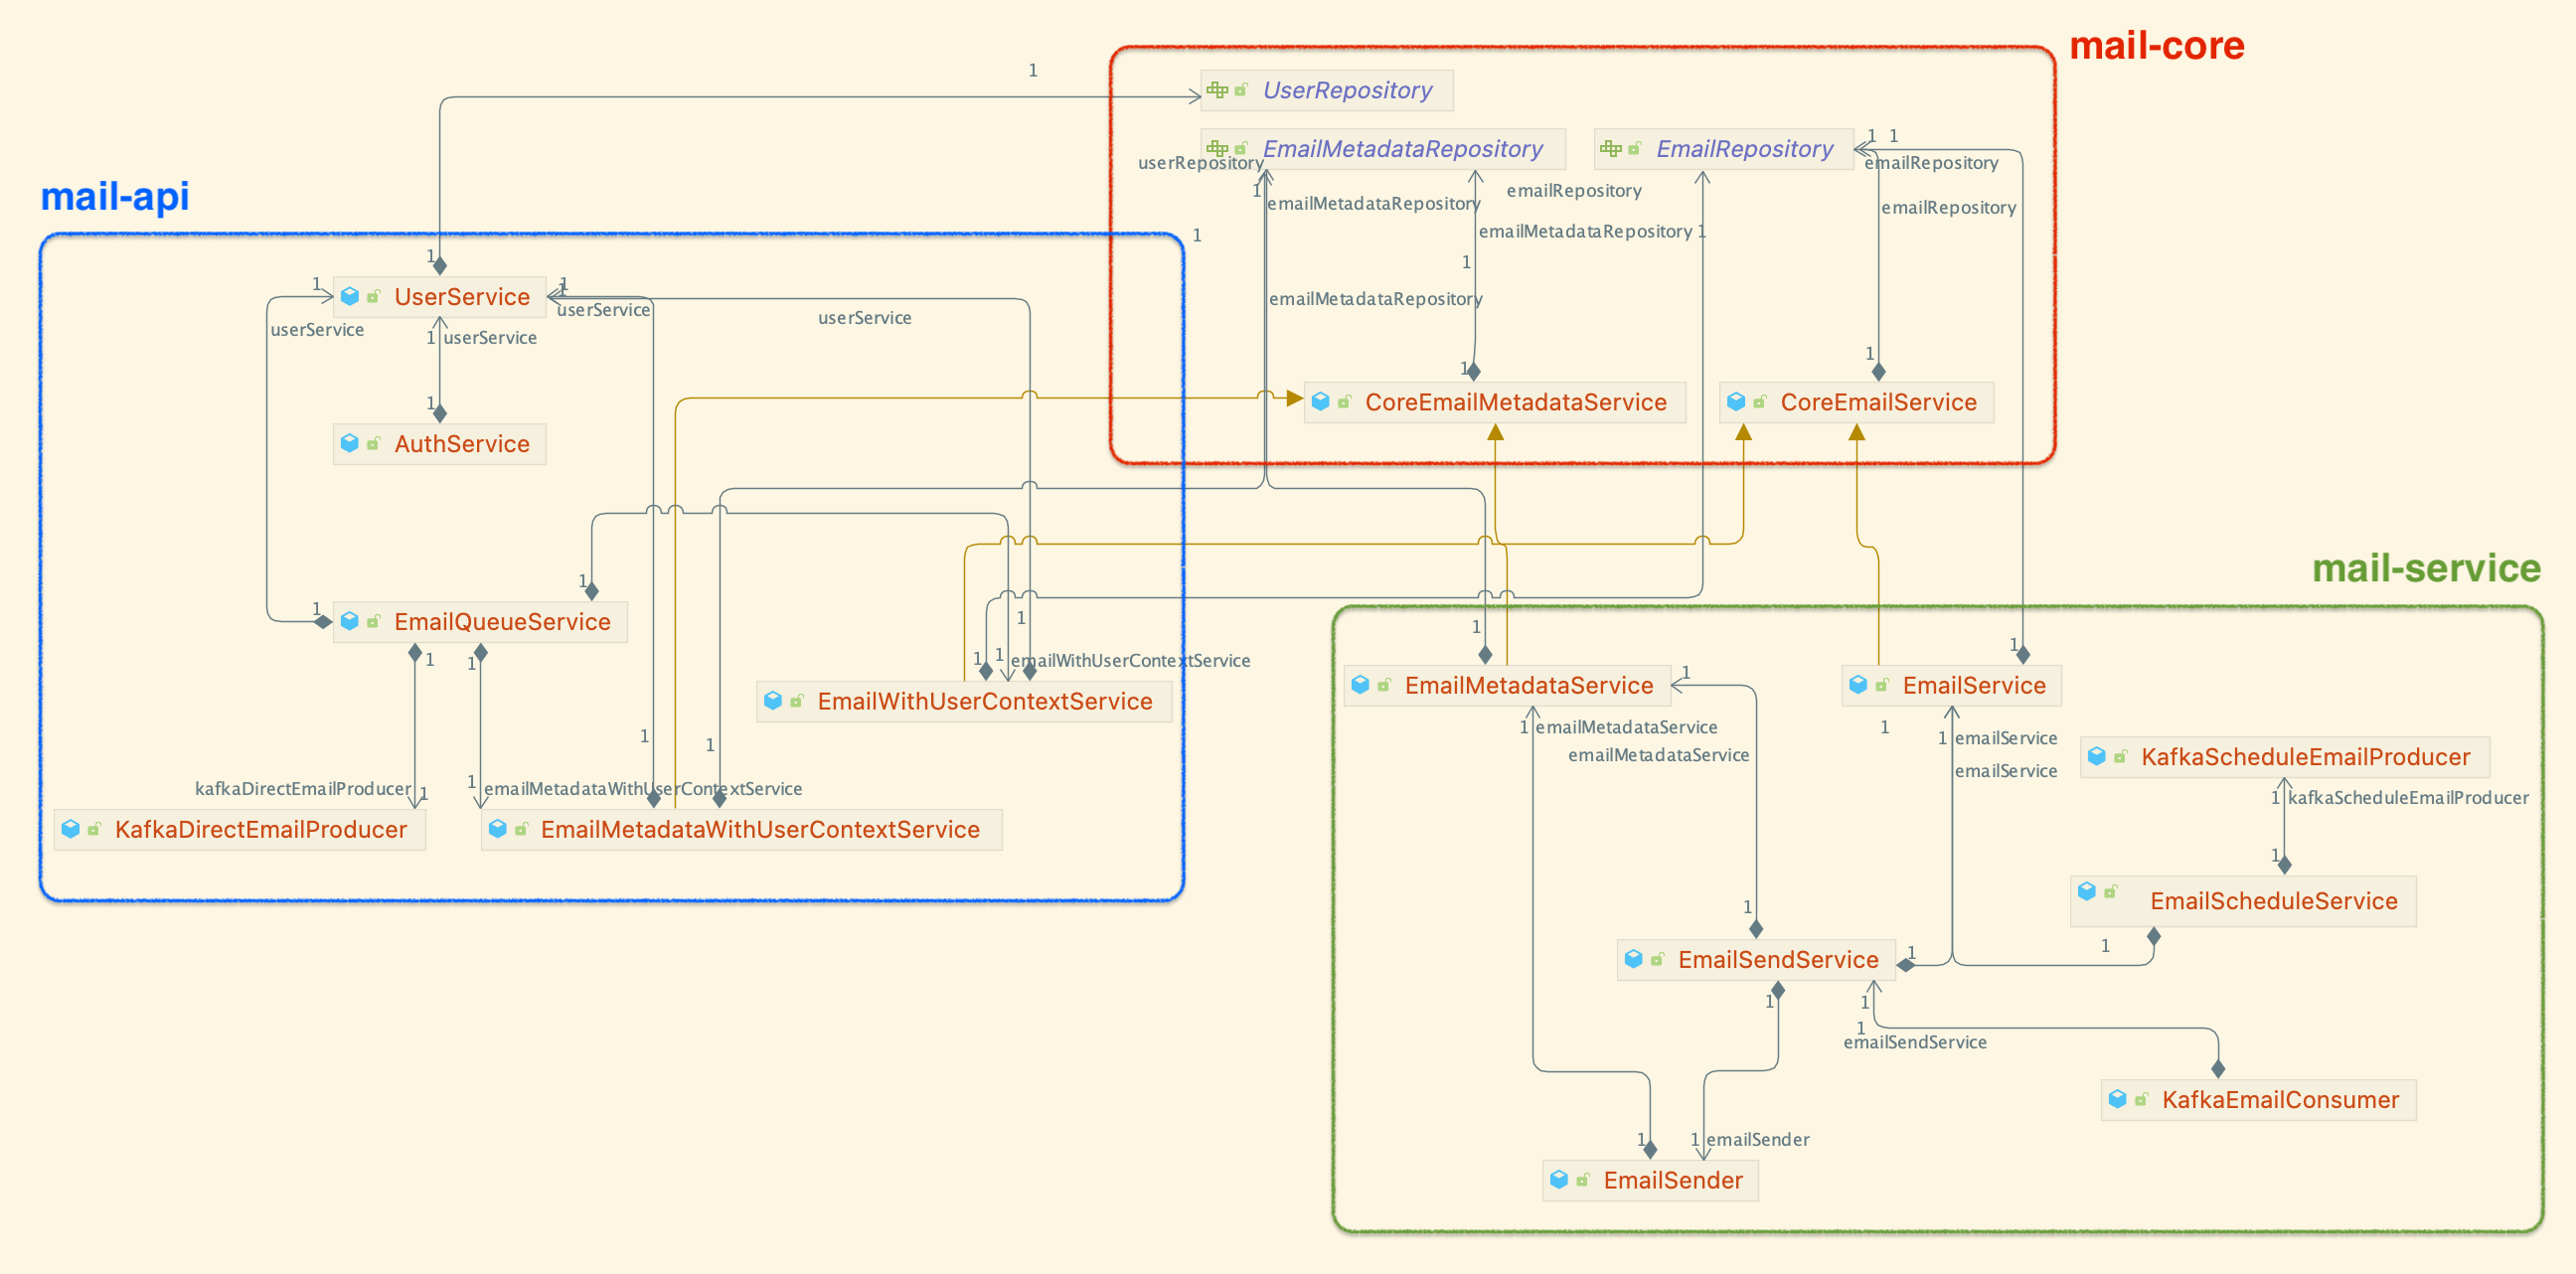 mail-core
1
UserRepository
EmailMetadataRepository
EmailRepository
1 1
userRepository
emailRepository
1
emailMetadataRepository
emailRepository
emailRepository
mail-api
1
emailMetadataRepository 1
1
1
UserService
1
1
1
userService
userService
userService
1 userService
emailMetadataRepository
1
1
1
CoreEmailMetadataService
CoreEmailService
1
AuthService
mail-service
1
1
EmailQueueService
1
1
1
1
1
1
1
emailWithUserContextService
EmailWithUserContextService
1
EmailMetadataService
EmailService
1
1
1 emailMetadataService
emailMetadataService
1
1 emailService
emailService
KafkaScheduleEmailProducer
kafkaDirectEmailProducer
1
1
emailMetadataWithUserContextService
1 kafkaScheduleEmailProducer
KafkaDirectEmailProducer
EmailMetadataWithUserContextService
1
EmailScheduleService
1
1
1
EmailSendService
1
1
1
emailSendService
KafkaEmailConsumer
1
1 emailSender
EmailSender